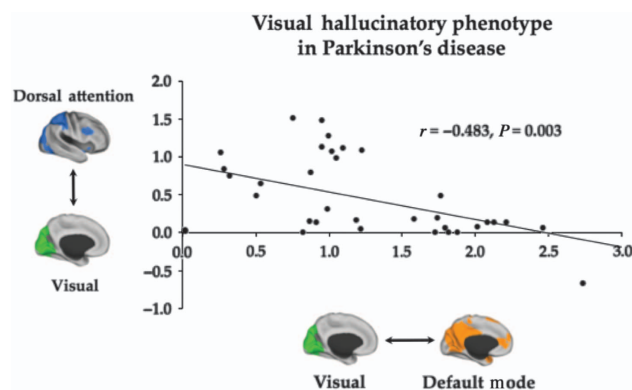 Visual hallucinatory phenotype
in Parkinson's disease
Dorsal attention
Visual
2.0
1.5
1.0
0.5
0.0
−0.5
−1.0
r = −0.483, P = 0.003
0.0 0.5 1.0 1.5 2.0 2.5 3.0
Visual Default mode